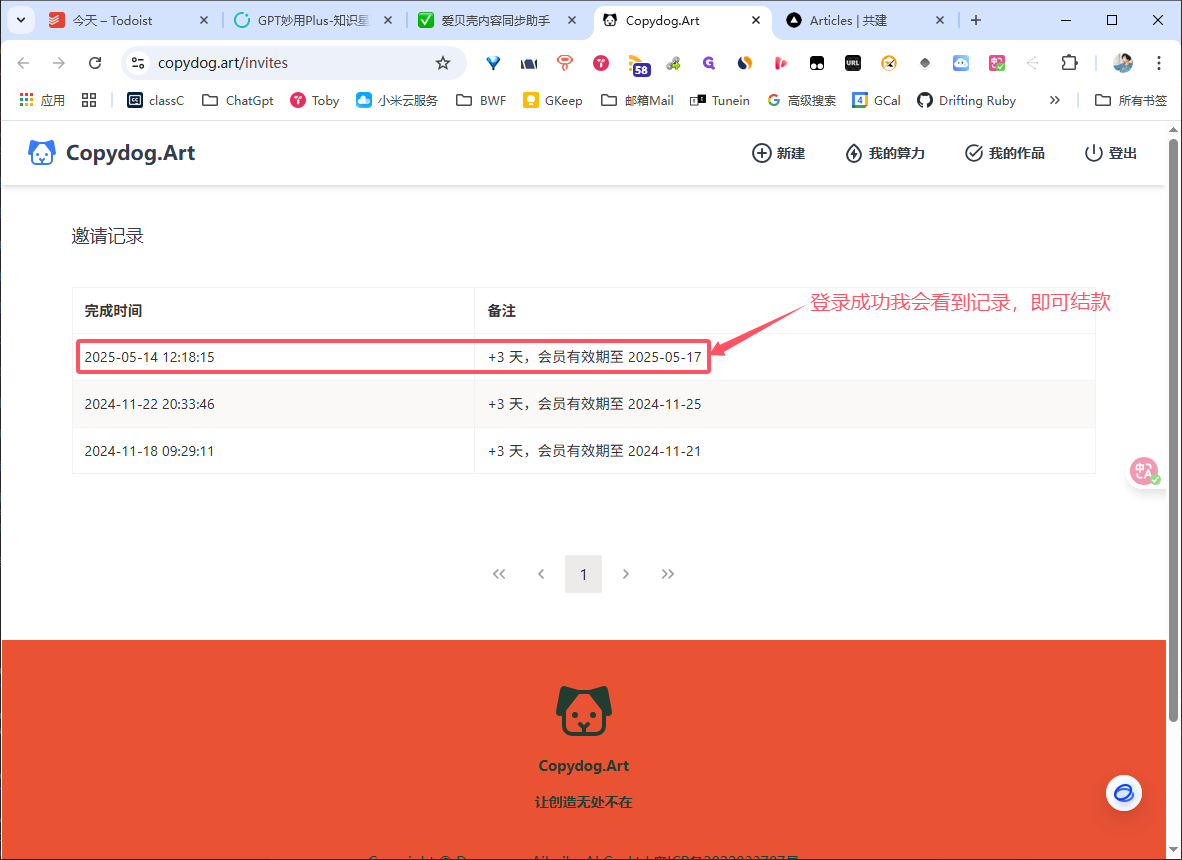 今天 – Todoist
GPT妙用Plus-知识星
爱贝壳内容同步助手
Copydog.Art
Articles | 共建
copydog.art/invites
58
URL
应用
classC
ChatGpt
Toby
小米云服务
BWF
GKeep
邮箱Mail
Tunein
高级搜索
GCal
Drifting Ruby
所有书签
Copydog.Art
新建
我的算力
我的作品
登出
邀请记录
登录成功我会看到记录，即可结款
完成时间 备注
2025-05-14 12:18:15 +3 天，会员有效期至 2025-05-17
2024-11-22 20:33:46 +3 天，会员有效期至 2024-11-25
2024-11-18 09:29:11 +3 天，会员有效期至 2024-11-21
1
Copydog.Art
让创造无处不在